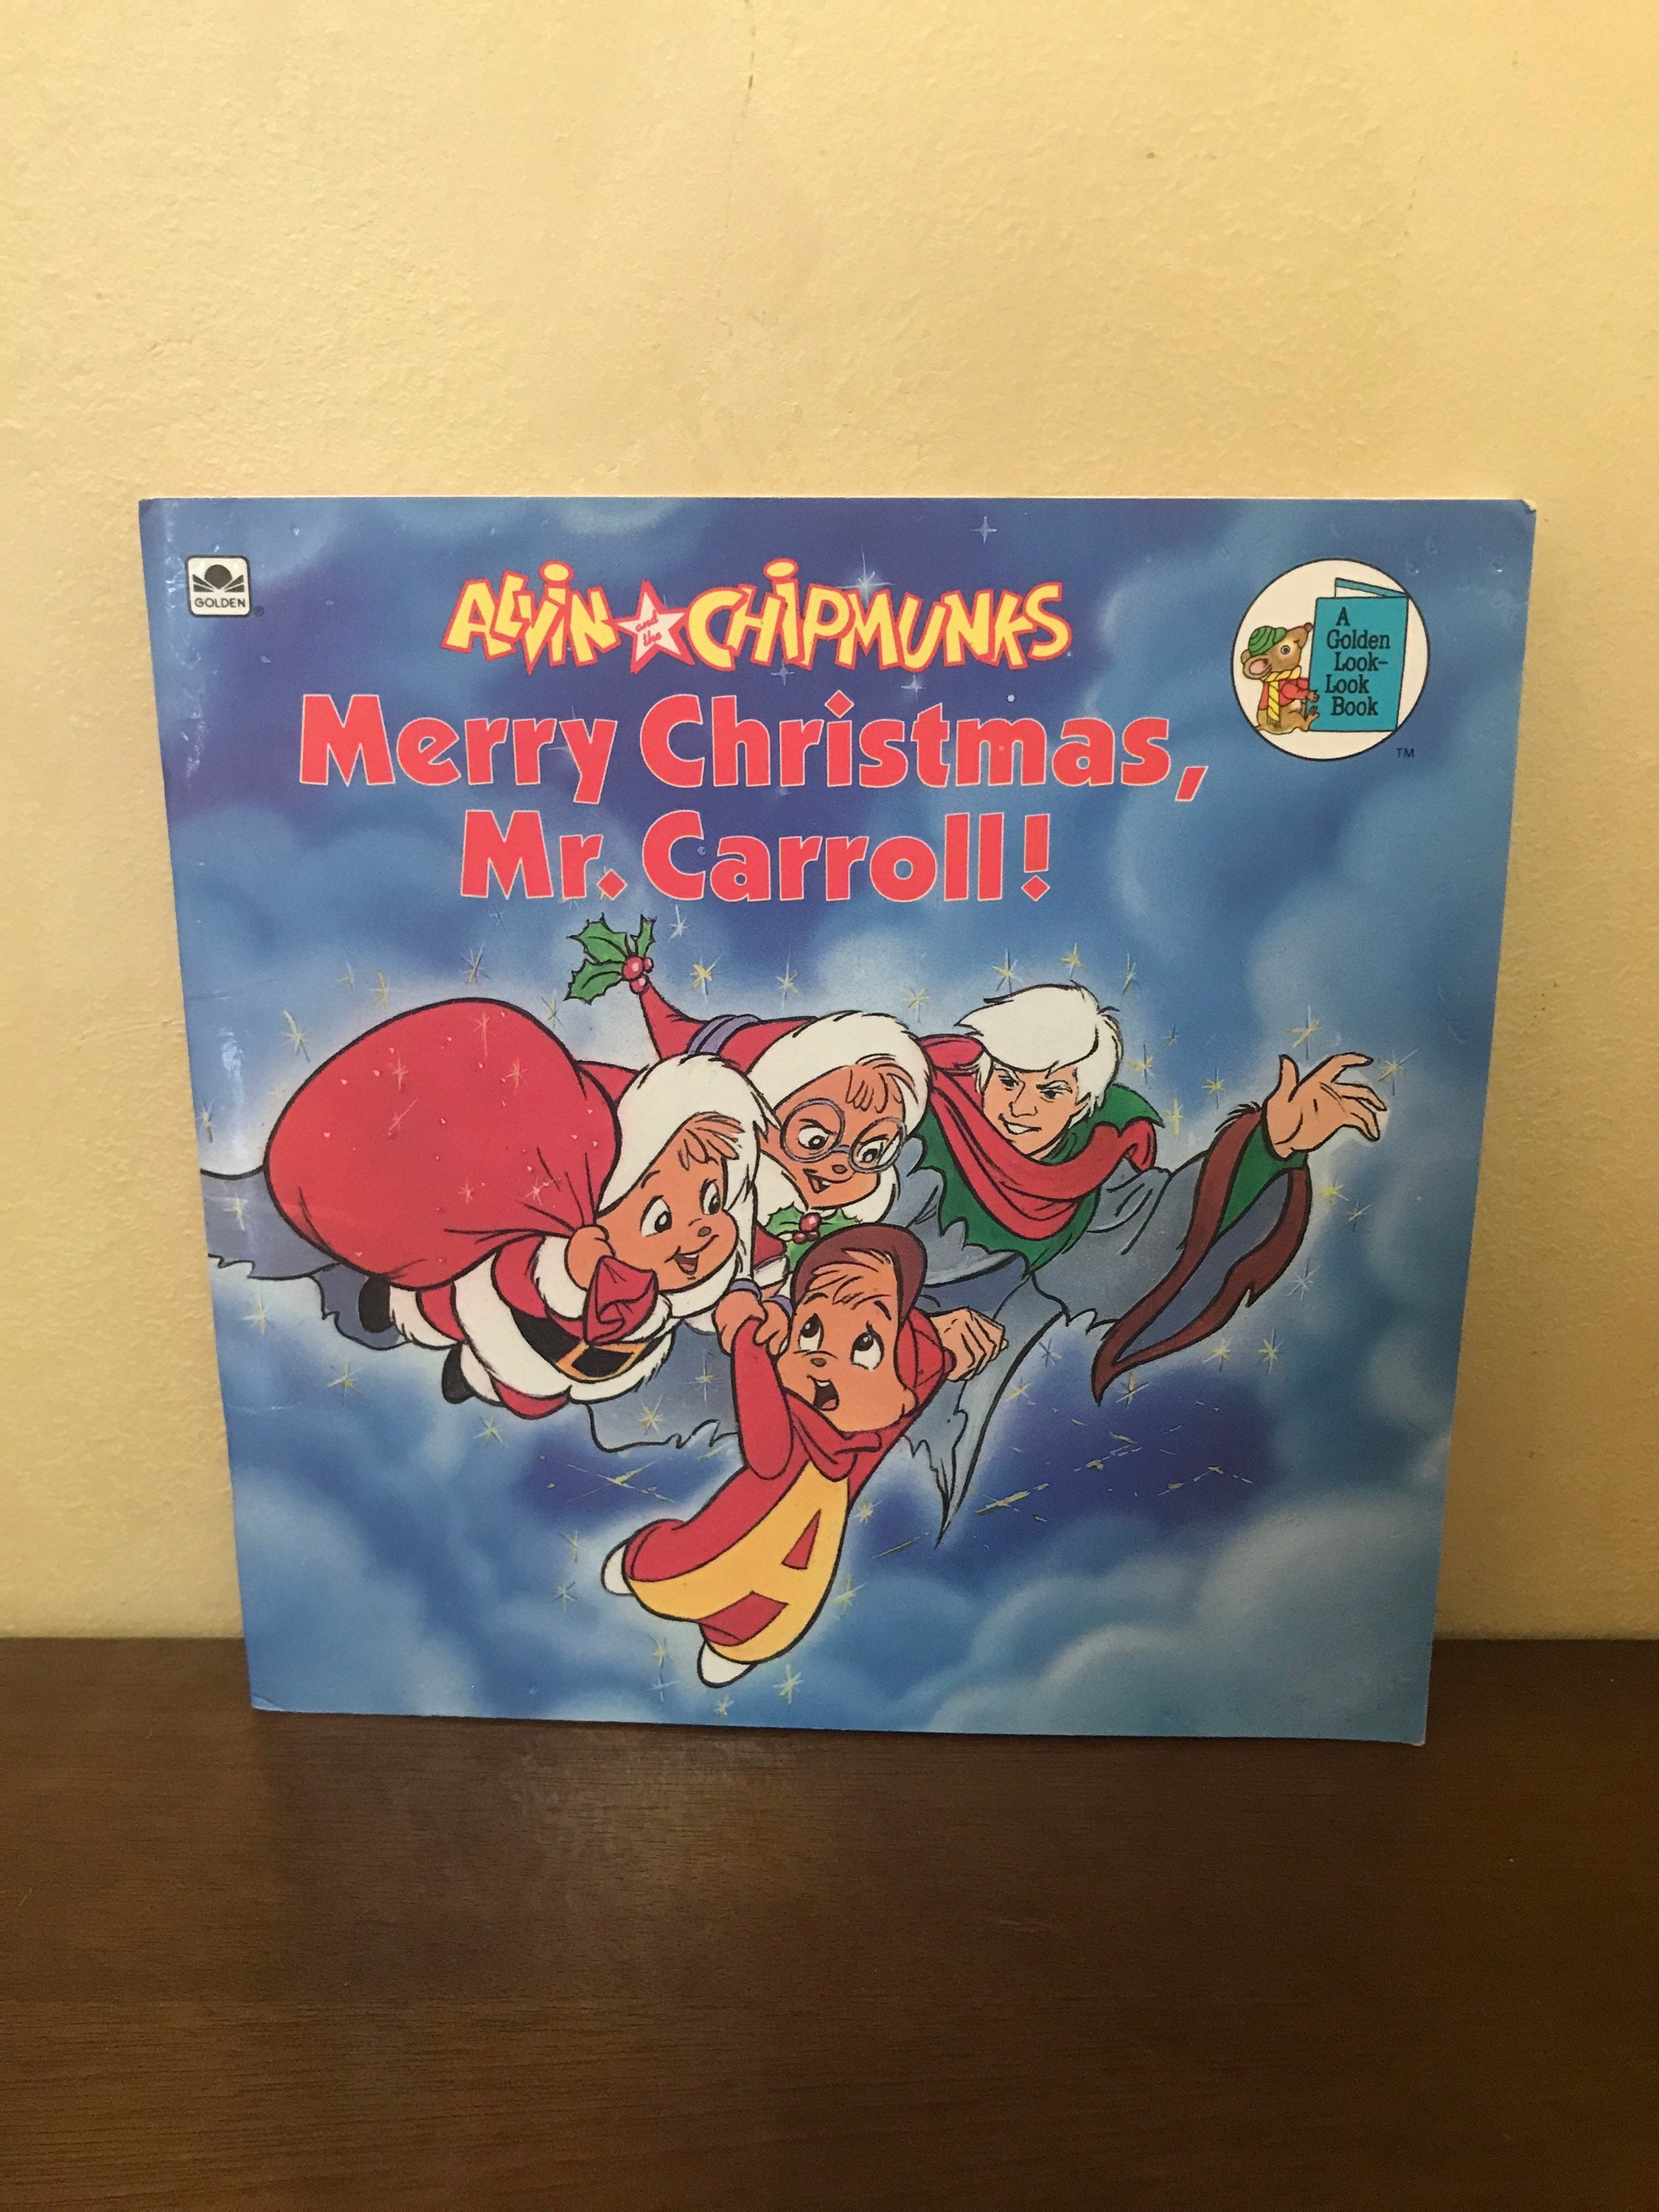 GOLDEN
ALVIN and the CHIPMUNKS
Merry Christmas,
Mr. Carroll!
A
Golden
Look-
Look
Book
TM
A